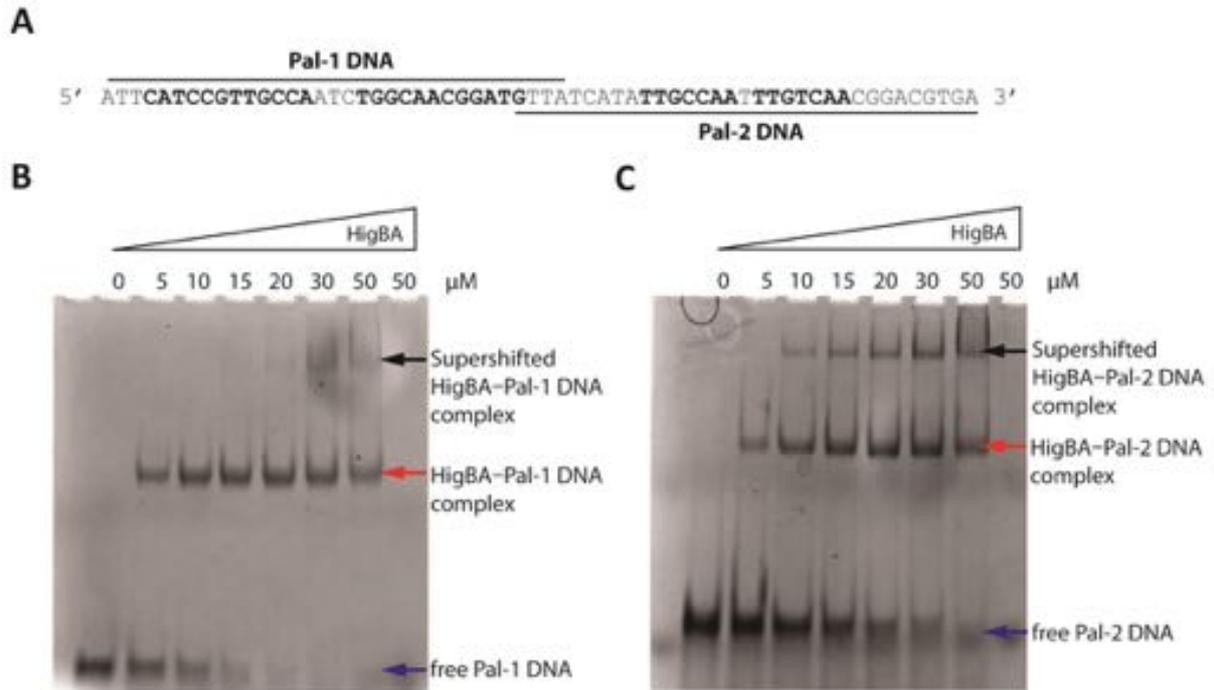 A
Pal-1 DNA
5' ATTCATCCGTTGCCAATCTGGCAACGGATGTTATCATATTGCCAATTTGTCAACGGACGTGA 3'
Pal-2 DNA
B
HigBA
0 5 10 15 20 30 50 50 μM
Supershifted
HigBA–Pal-1 DNA
complex
HigBA–Pal-1 DNA
complex
free Pal-1 DNA
C
HigBA
0 5 10 15 20 30 50 50 μM
Supershifted
HigBA–Pal-2 DNA
complex
HigBA–Pal-2 DNA
complex
free Pal-2 DNA